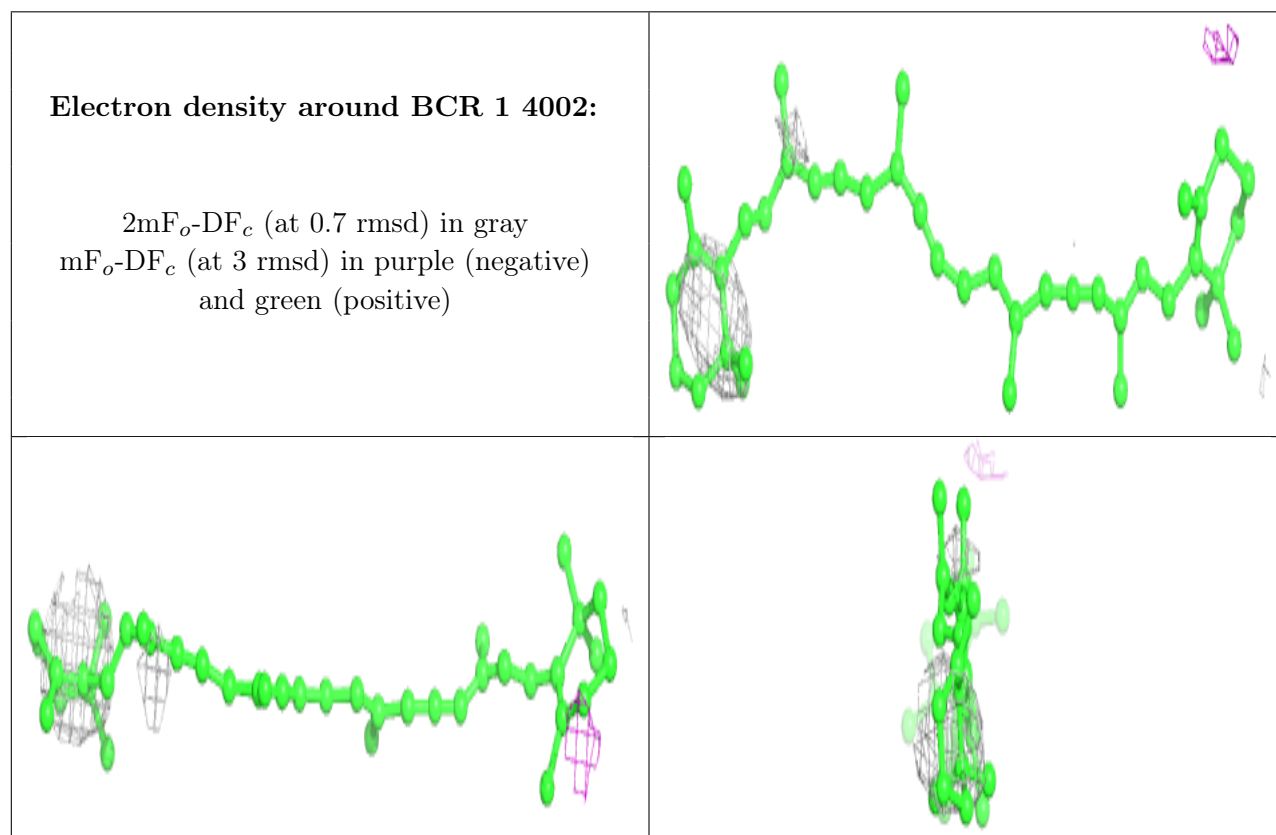 Electron density around BCR 1 4002:
2mFₒ-DF𝑐 (at 0.7 rmsd) in gray
mFₒ-DF𝑐 (at 3 rmsd) in purple (negative)
and green (positive)